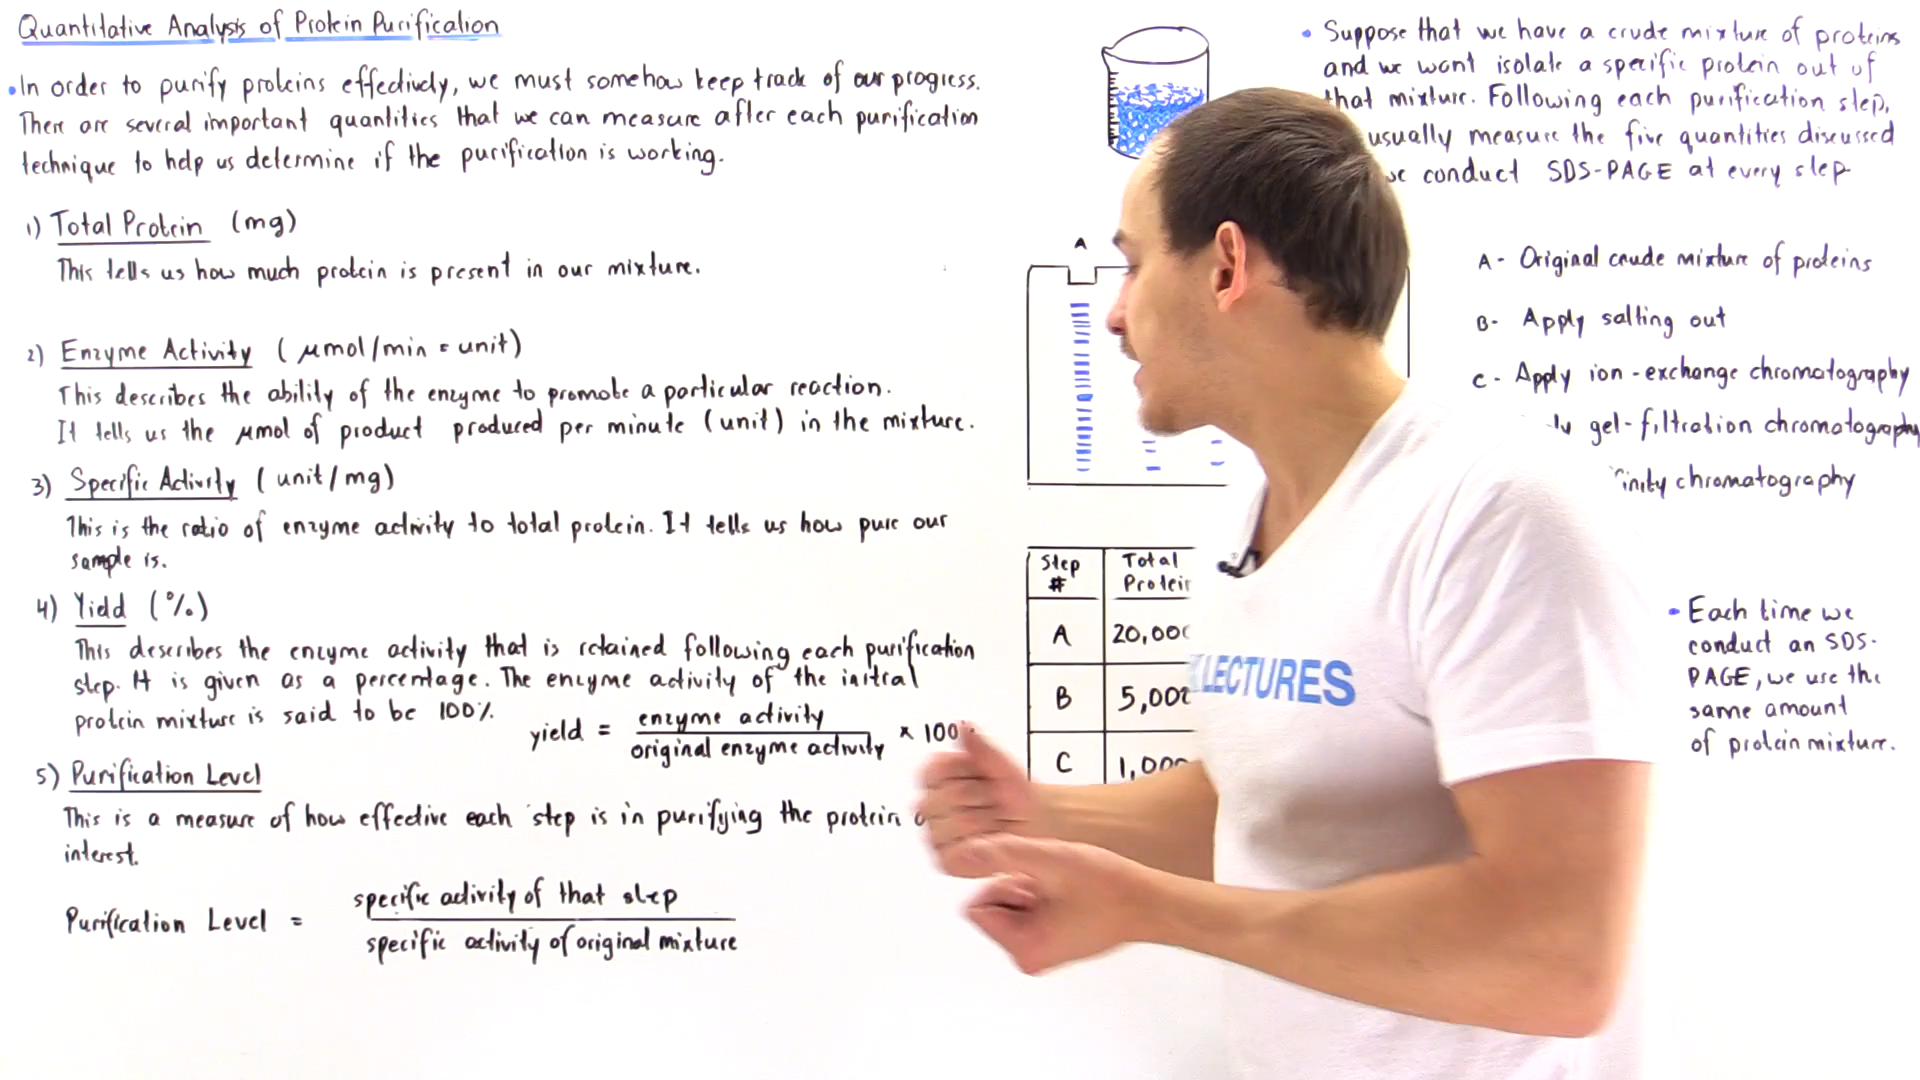 Quantitative Analysis of Protein Purification
• In order to purify proteins effectively, we must somehow keep track of our progress.
There are several important quantities that we can measure after each purification
technique to help us determine if the purification is working.
1) Total Protein (mg)
This tells us how much protein is present in our mixture.
2) Enzyme Activity (μmol/min = unit)
This describes the ability of the enzyme to promote a particular reaction.
It tells us the μmol of product produced per minute (unit) in the mixture.
3) Specific Activity (unit/mg)
This is the ratio of enzyme activity to total protein. It tells us how pure our
sample is.
4) Yield (%)
This describes the enzyme activity that is retained following each purification
step. It is given as a percentage. The enzyme activity of the initial
protein mixture is said to be 100%.
yield = enzyme activity
original enzyme activity × 100
5) Purification Level
This is a measure of how effective each step is in purifying the protein
interest.
Purification Level = specific activity of that step
specific activity of original mixture
• Suppose that we have a crude mixture of proteins
and we want isolate a specific protein out of
that mixture. Following each purification step,
usually measure the five quantities discussed
conduct SDS-PAGE at every step
A
A - Original crude mixture of proteins
B - Apply salting out
C - Apply ion-exchange chromatography
gel-filtration chromatography
chromatography
Step
#
Total
Protein
A 20,000
B 5,000
C 1,000
LECTURES
• Each time we
conduct an SDS-
PAGE, we use the
same amount
of protein mixture.